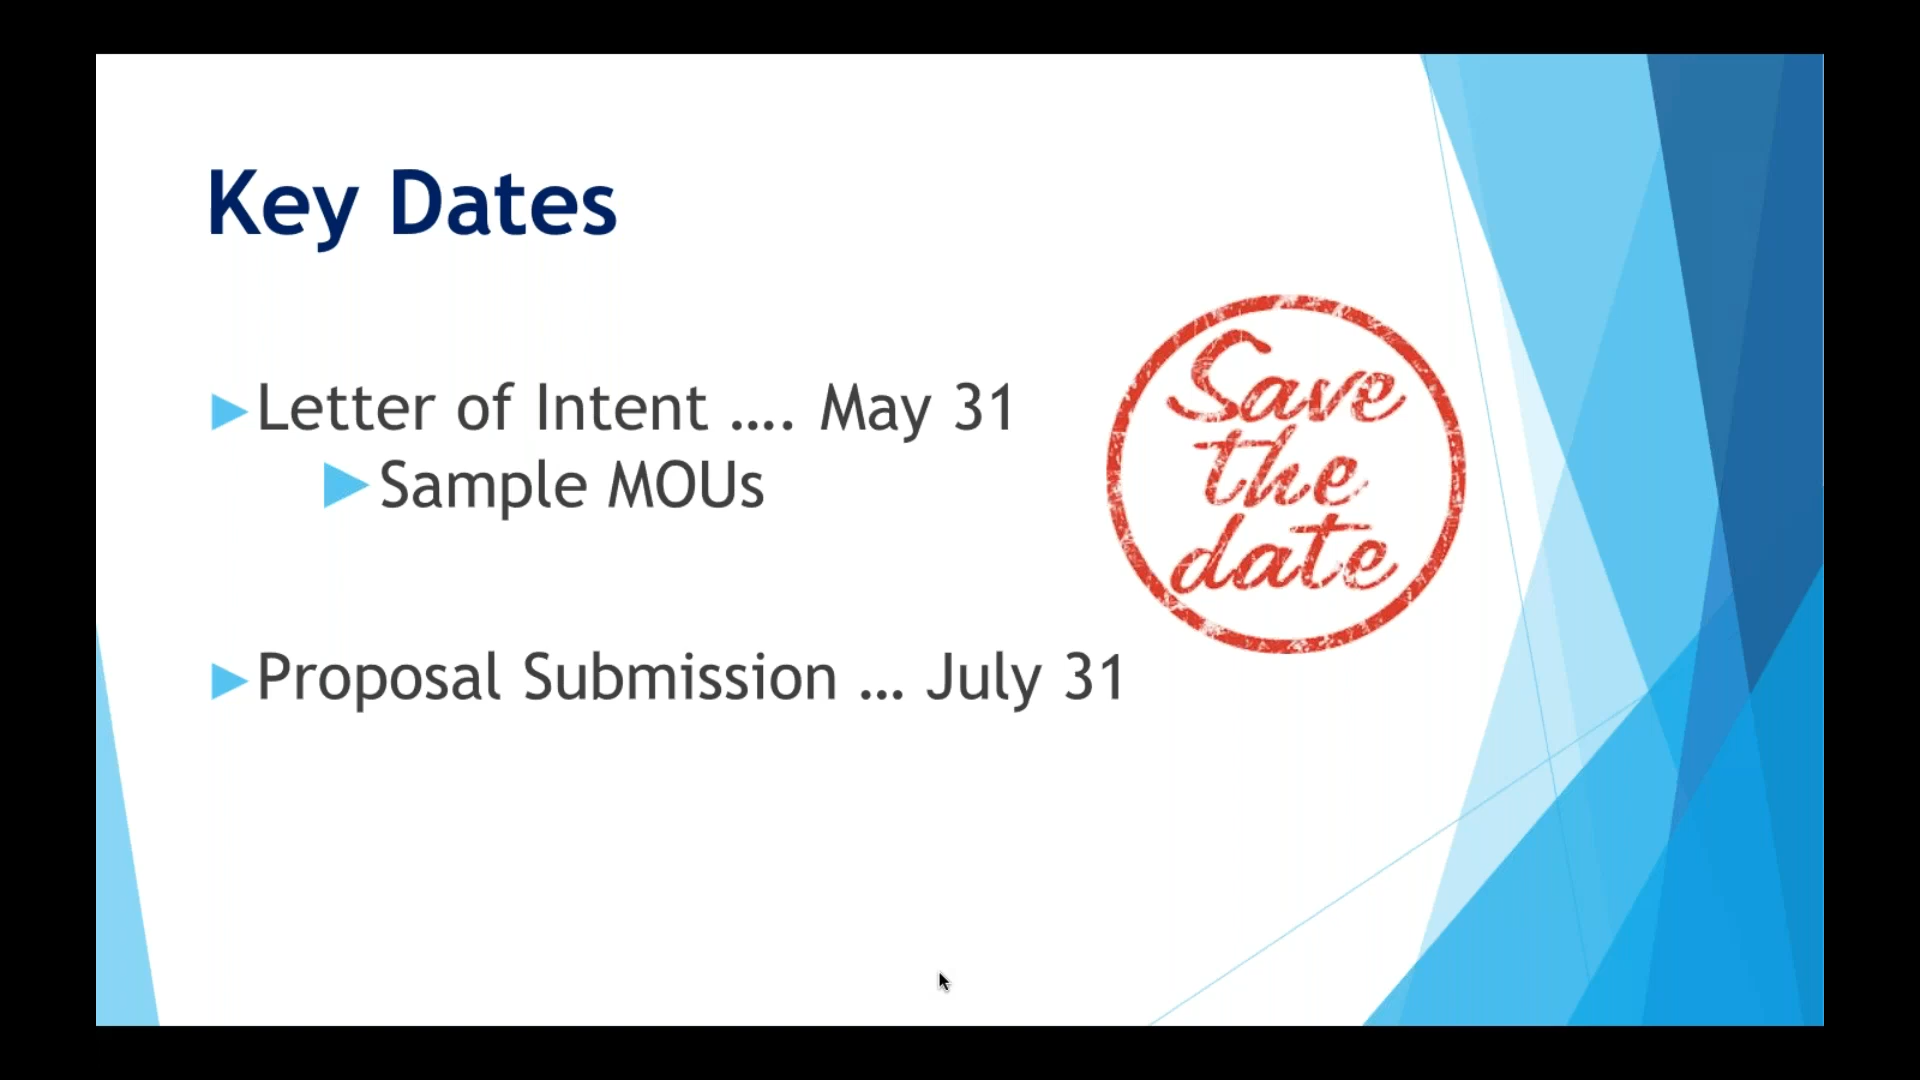 Key Dates
Letter of Intent .... May 31
Sample MOUs
Proposal Submission ... July 31
Save
the
date